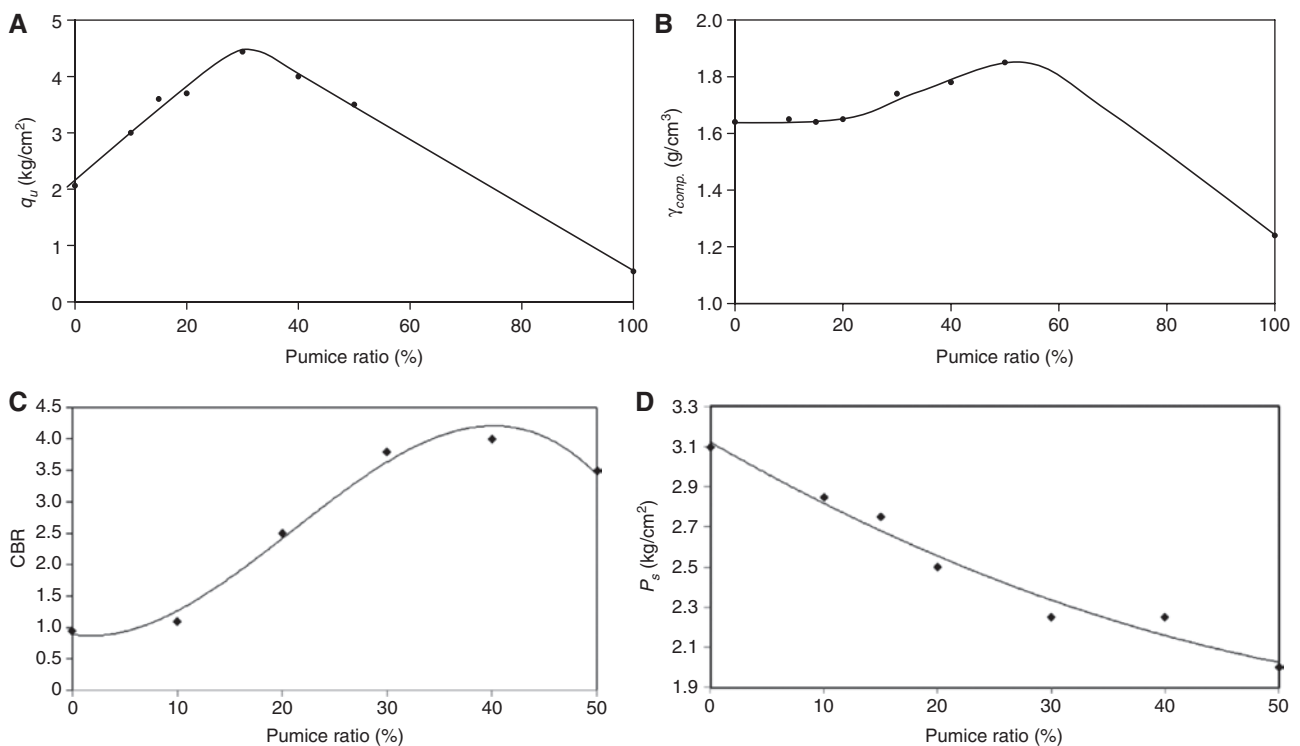 A
5
4
3
2
1
0
q_u (kg/cm²)
0 20 40 60 80 100
Pumice ratio (%)
B
2.0
1.8
1.6
1.4
1.2
1.0
γ_comp. (g/cm³)
0 20 40 60 80 100
Pumice ratio (%)
C
4.5
4.0
3.5
3.0
2.5
2.0
1.5
1.0
0.5
0
CBR
0 10 20 30 40 50
Pumice ratio (%)
D
3.3
3.1
2.9
2.7
2.5
2.3
2.1
1.9
P_s (kg/cm²)
0 10 20 30 40 50
Pumice ratio (%)